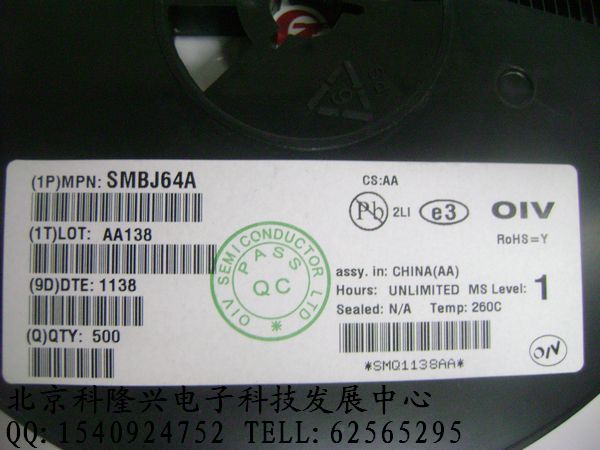 (1P)MPN: SMBJ64A
CS:AA
Pb 2LI e3 OIV
RoHS=Y
(1T)LOT: AA138
(9D)DTE: 1138
(Q)QTY: 500
OIV SEMICONDUCTOR LTD
PASS
QC
*
assy. in: CHINA(AA)
Hours: UNLIMITED MS Level: 1
Sealed: N/A Temp: 260C
*SMQ1138AA*
OIV
北京科隆兴电子科技发展中心
QQ:1540924752 TELL:62565295